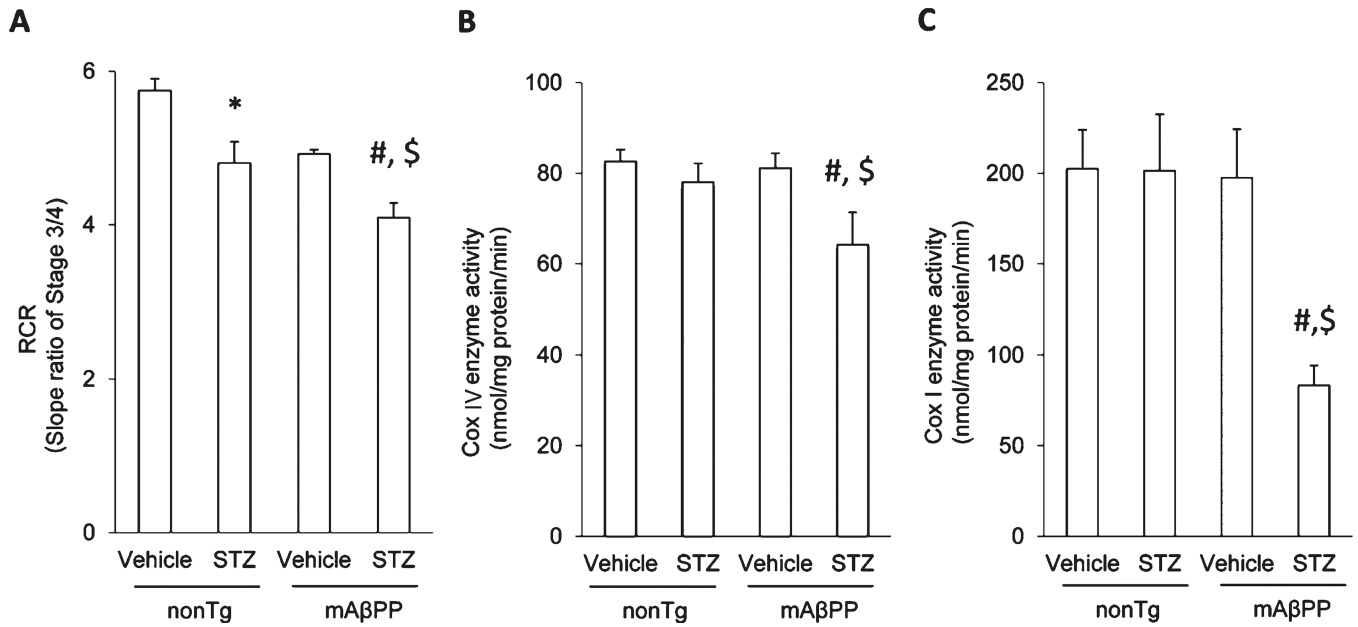 A
RCR
(Slope ratio of Stage 3/4)
6
4
2
0
*
#, $
Vehicle STZ Vehicle STZ
nonTg mAβPP
B
Cox IV enzyme activity
(nmol/mg protein/min)
100
80
60
40
20
0
#, $
Vehicle STZ Vehicle STZ
nonTg mAβPP
C
Cox I enzyme activity
(nmol/mg protein/min)
250
200
150
100
50
0
#,$
Vehicle STZ Vehicle STZ
nonTg mAβPP